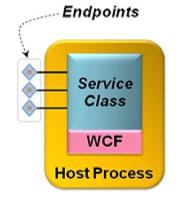 Endpoints
Service
Class
WCF
Host Process